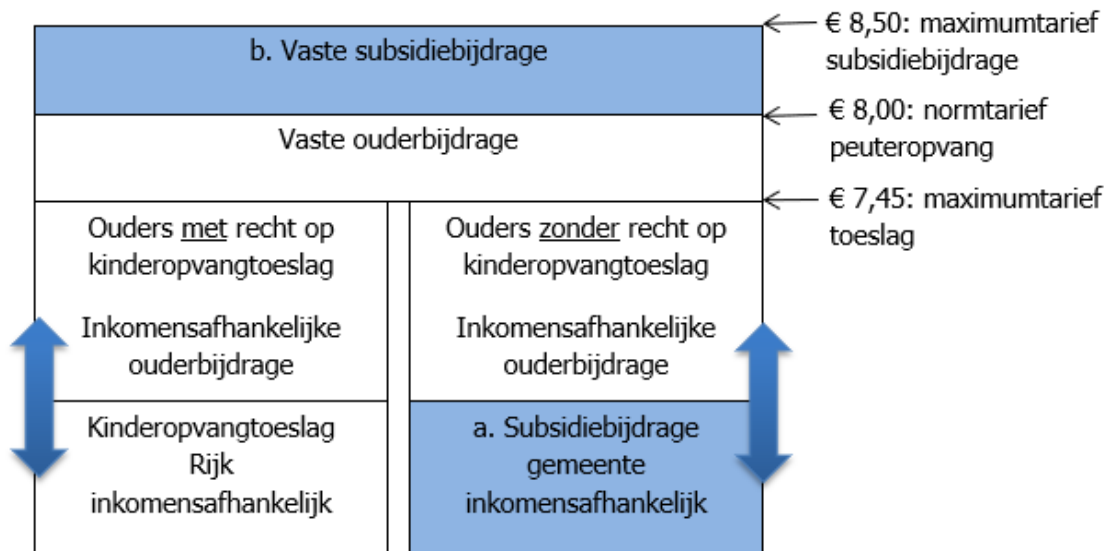 b. Vaste subsidiebijdrage
€ 8,50: maximumtarief
subsidiebijdrage
Vaste ouderbijdrage
€ 8,00: normtarief
peuteropvang
€ 7,45: maximumtarief
toeslag
Ouders met recht op
kinderopvangtoeslag
Inkomensafhankelijke
ouderbijdrage
Ouders zonder recht op
kinderopvangtoeslag
Inkomensafhankelijke
ouderbijdrage
Kinderopvangtoeslag
Rijk
inkomensafhankelijk
a. Subsidiebijdrage
gemeente
inkomensafhankelijk